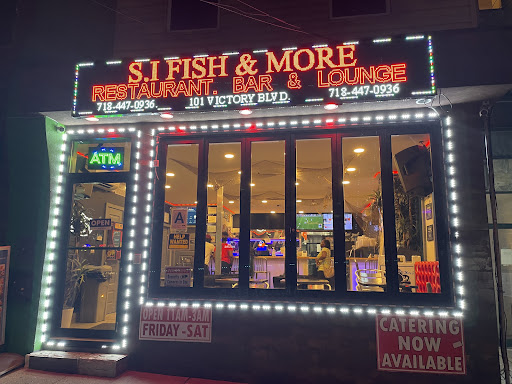 S.I FISH & MORE
RESTAURANT. BAR & LOUNGE
718-447-0936
101 VICTORY BLVD.
718-447-0936
ATM
OPEN
A
OPEN 11AM-3AM
FRIDAY-SAT
CATERING
NOW
AVAILABLE